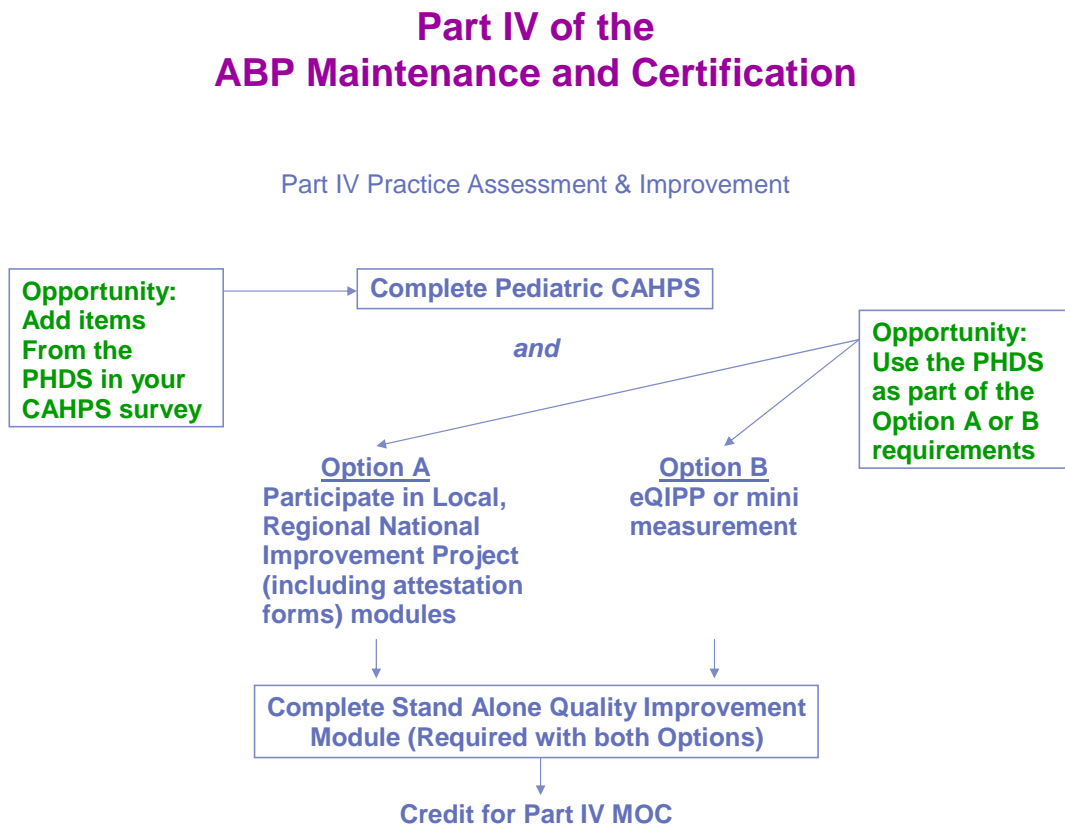 Part IV of the
ABP Maintenance and Certification
Part IV Practice Assessment & Improvement
Opportunity:
Add items
From the
PHDS in your
CAHPS survey
Complete Pediatric CAHPS
and
Opportunity:
Use the PHDS
as part of the
Option A or B
requirements
Option A
Participate in Local,
Regional National
Improvement Project
(including attestation
forms) modules
Option B
eQIPP or mini
measurement
Complete Stand Alone Quality Improvement
Module (Required with both Options)
Credit for Part IV MOC